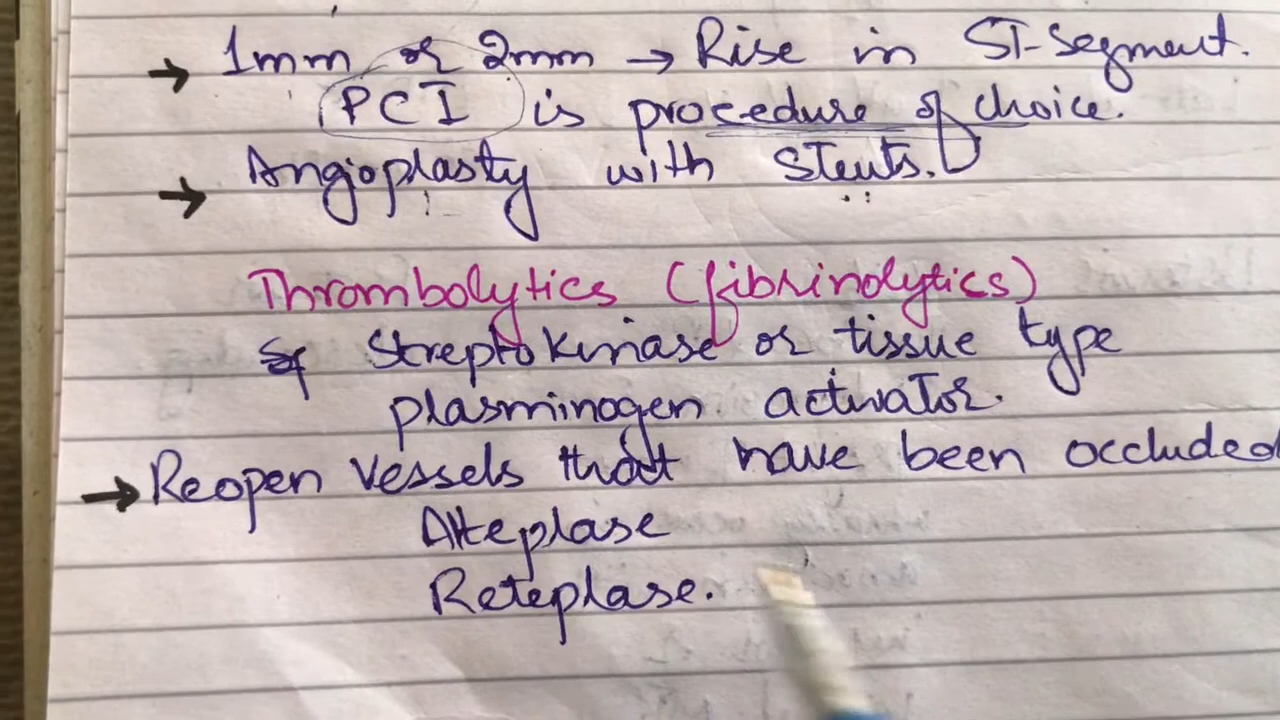 → 1mm or 2mm → Rise in ST-Segment.
PCI is procedure of choice.
→ Angioplasty with Stents.
Thrombolytics (fibrinolytics)
Streptokinase or tissue type
plasminogen activator.
→ Reopen vessels that have been occluded
Alteplase
Reteplase.